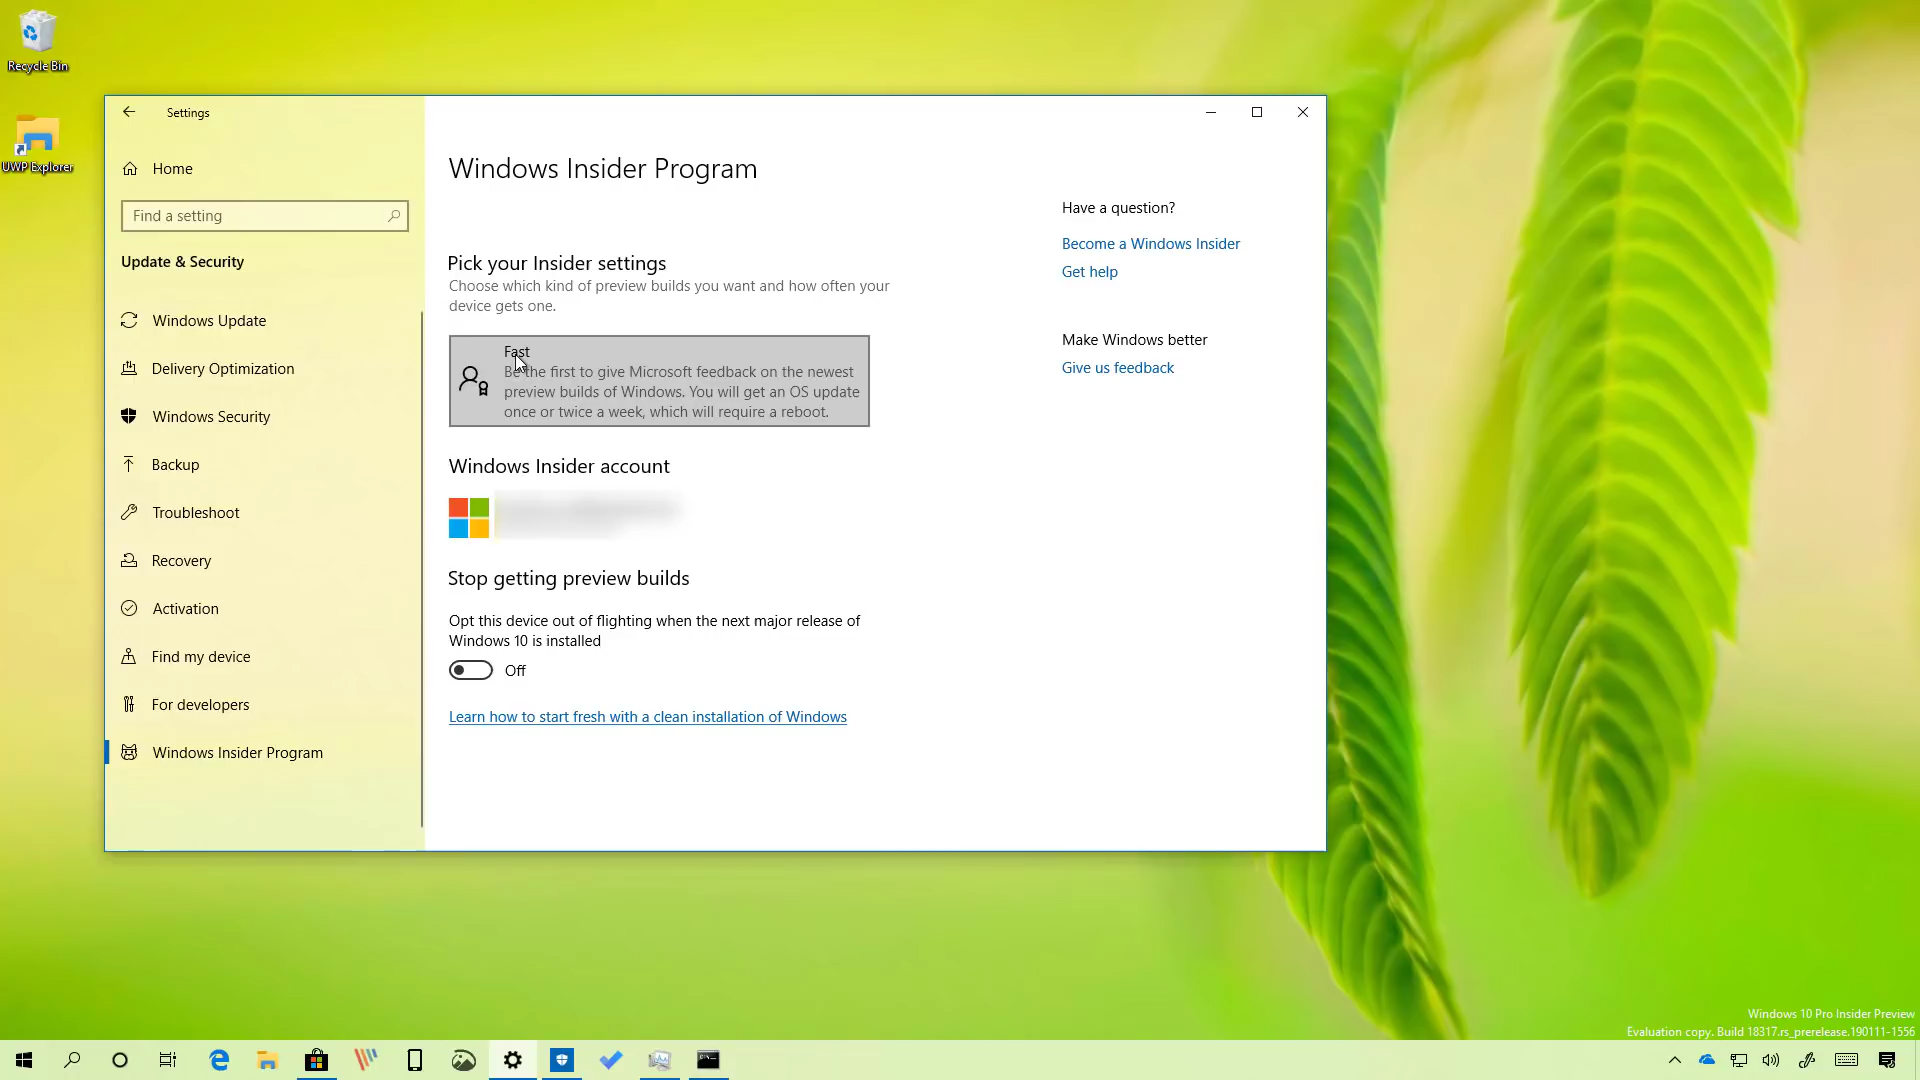 Recycle Bin
UWP Explorer
Settings
Home
Find a setting
Update & Security
Windows Update
Delivery Optimization
Windows Security
Backup
Troubleshoot
Recovery
Activation
Find my device
For developers
Windows Insider Program
Windows Insider Program
Pick your Insider settings
Choose which kind of preview builds you want and how often your
device gets one.
Fast
Be the first to give Microsoft feedback on the newest
preview builds of Windows. You will get an OS update
once or twice a week, which will require a reboot.
Windows Insider account
Stop getting preview builds
Opt this device out of flighting when the next major release of
Windows 10 is installed
Off
Learn how to start fresh with a clean installation of Windows
Have a question?
Become a Windows Insider
Get help
Make Windows better
Give us feedback
Windows 10 Pro Insider Preview
Evaluation copy. Build 18317.rs_prerelease.190111-1556